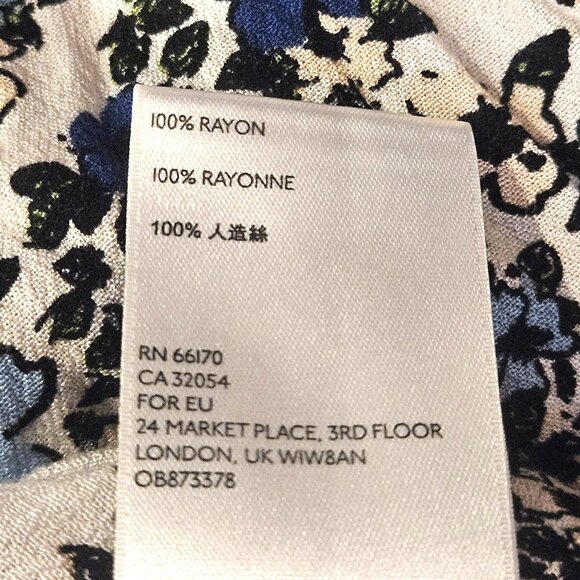 100% RAYON
100% RAYONNE
100% 人造絲
RN 66170
CA 32054
FOR EU
24 MARKET PLACE, 3RD FLOOR
LONDON, UK W1W8AN
OB873378